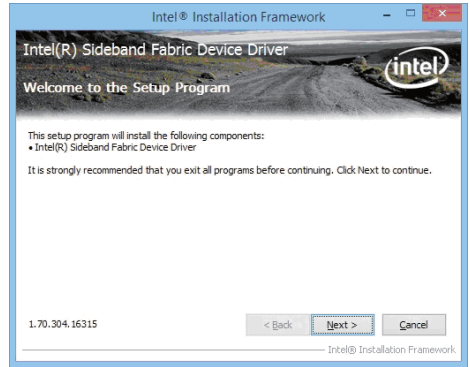 Intel® Installation Framework
Intel(R) Sideband Fabric Device Driver
intel
Welcome to the Setup Program
This setup program will install the following components:
• Intel(R) Sideband Fabric Device Driver
It is strongly recommended that you exit all programs before continuing. Click Next to continue.
1.70.304.16315
< Back
Next >
Cancel
Intel® Installation Framework